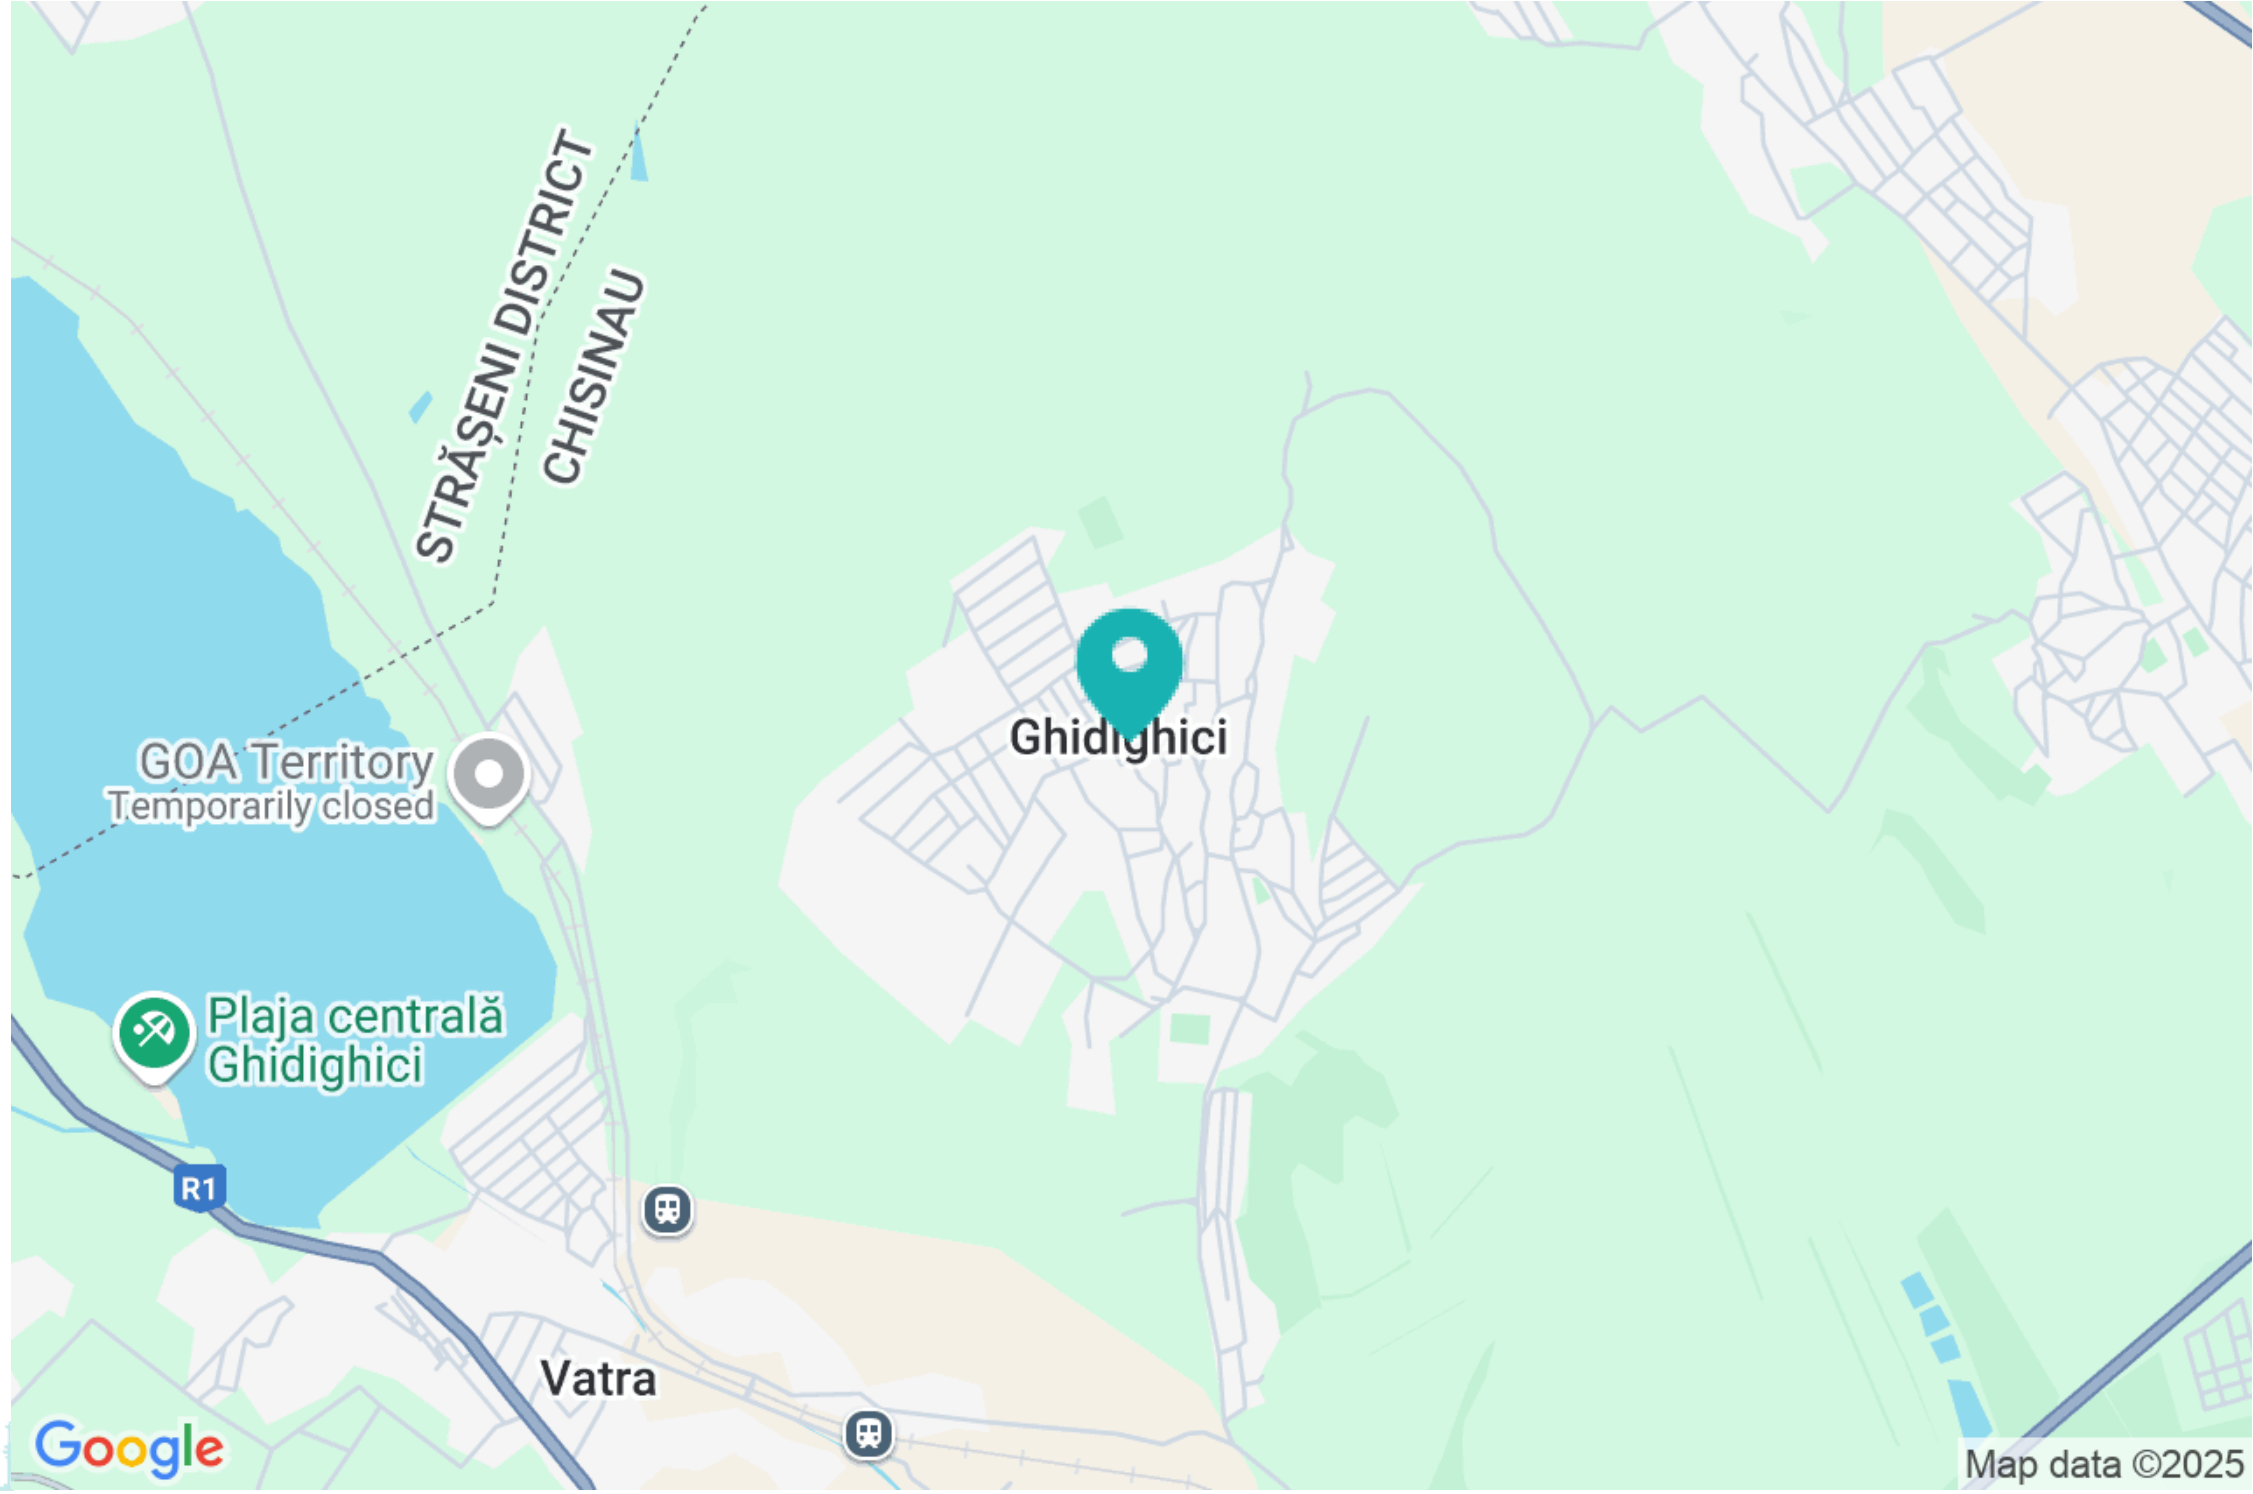 STRĂȘENI DISTRICT
CHISINAU
Ghidighici
GOA Territory
Temporarily closed
Plaja centrală
Ghidighici
R1
Vatra
Google
Map data ©2025